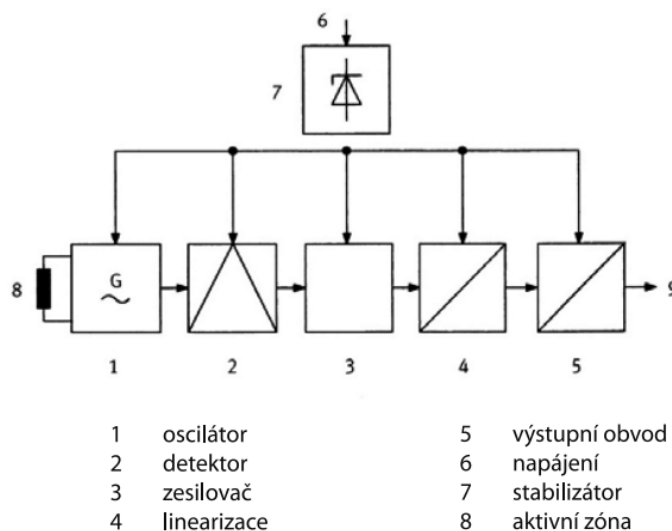 6
7
8
G
~
9
1 2 3 4 5
1 oscilátor
2 detektor
3 zesilovač
4 linearizace
5 výstupní obvod
6 napájení
7 stabilizátor
8 aktivní zóna